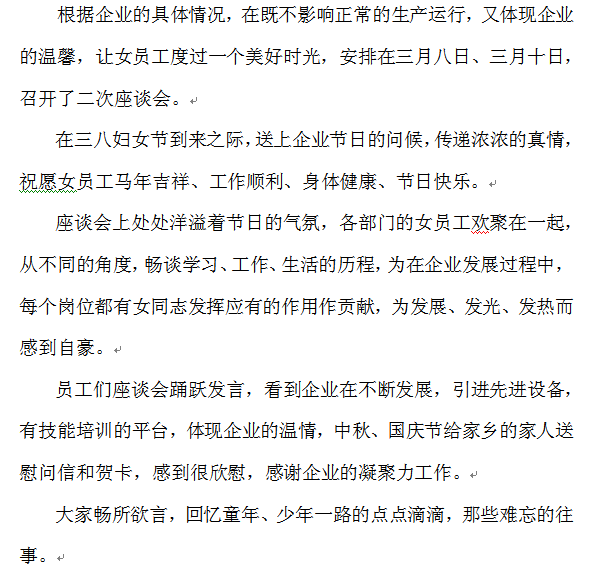 根据企业的具体情况，在既不影响正常的生产运行，又体现企业
的温馨，让女员工度过一个美好时光，安排在三月八日、三月十日，
召开了二次座谈会。
在三八妇女节到来之际，送上企业节日的问候，传递浓浓的真情，
祝愿女员工马年吉祥、工作顺利、身体健康、节日快乐。
座谈会上处处洋溢着节日的气氛，各部门的女员工欢聚在一起，
从不同的角度，畅谈学习、工作、生活的历程，为在企业发展过程中，
每个岗位都有女同志发挥应有的作用作贡献，为发展、发光、发热而
感到自豪。
员工们座谈会踊跃发言，看到企业在不断发展，引进先进设备，
有技能培训的平台，体现企业的温情，中秋、国庆节给家乡的家人送
慰问信和贺卡，感到很欣慰，感谢企业的凝聚力工作。
大家畅所欲言，回忆童年、少年一路的点点滴滴，那些难忘的往
事。